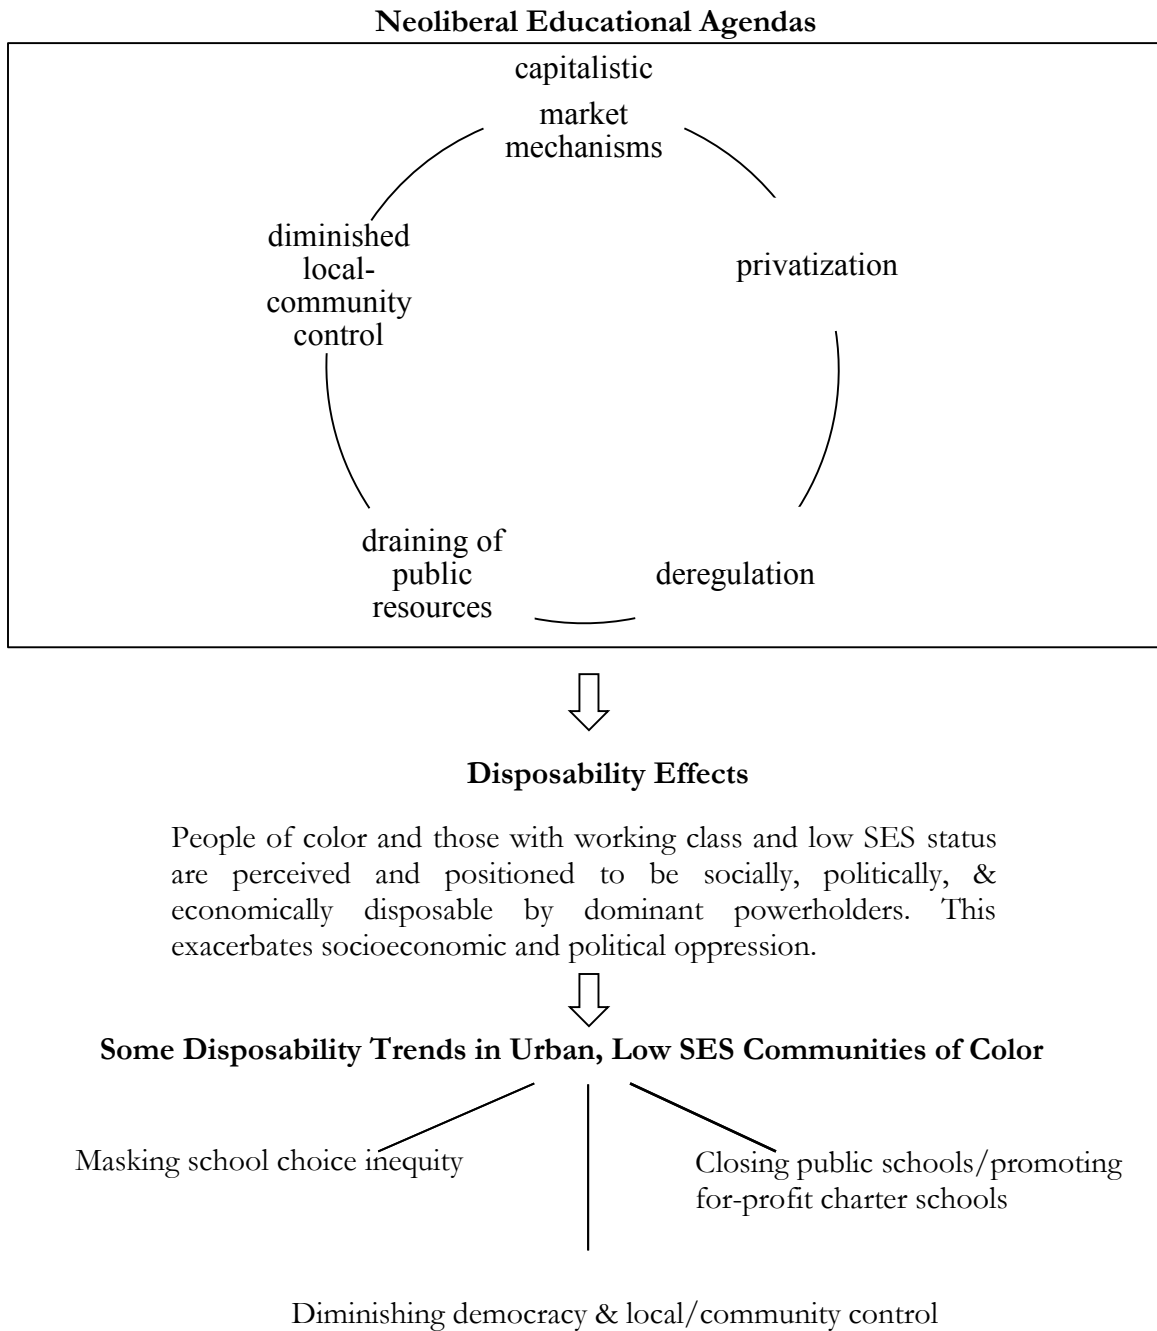 Neoliberal Educational Agendas
capitalistic
market
mechanisms
privatization
deregulation
draining of
public
resources
diminished
local-
community
control
Disposability Effects
People of color and those with working class and low SES status
are perceived and positioned to be socially, politically, &
economically disposable by dominant powerholders. This
exacerbates socioeconomic and political oppression.
Some Disposability Trends in Urban, Low SES Communities of Color
Masking school choice inequity
Closing public schools/promoting
for-profit charter schools
Diminishing democracy & local/community control